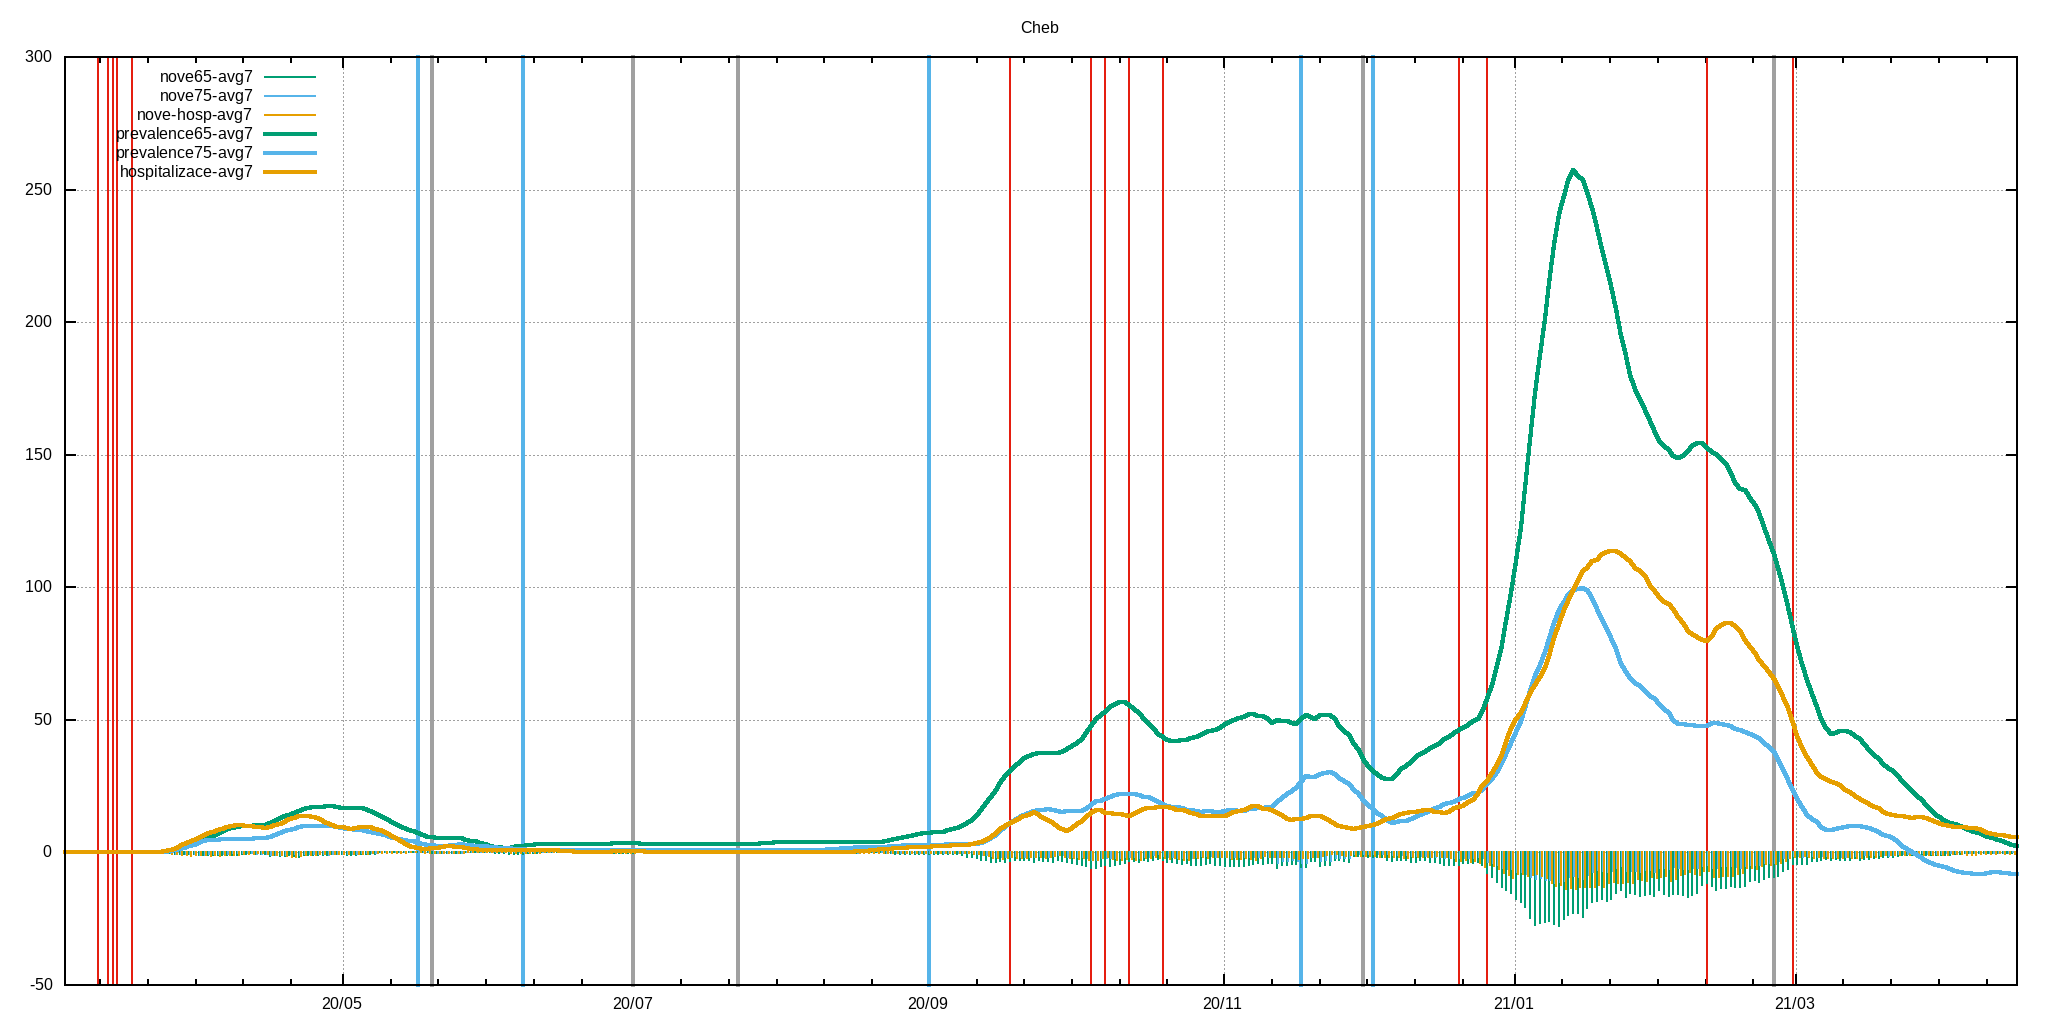 Cheb
300
nove65-avg7
nove75-avg7
nove-hosp-avg7
prevalence65-avg7
prevalence75-avg7
hospitalizace-avg7
250
200
150
100
50
0
-50
20/05 20/07 20/09 20/11 21/01 21/03